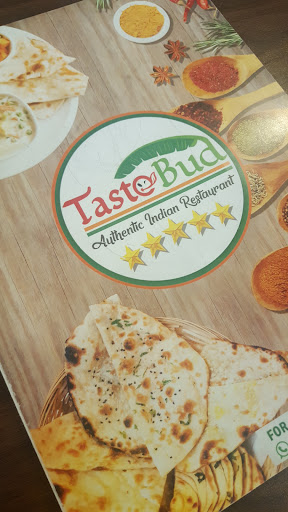 Taste Bud
Authentic Indian Restaurant
FOR